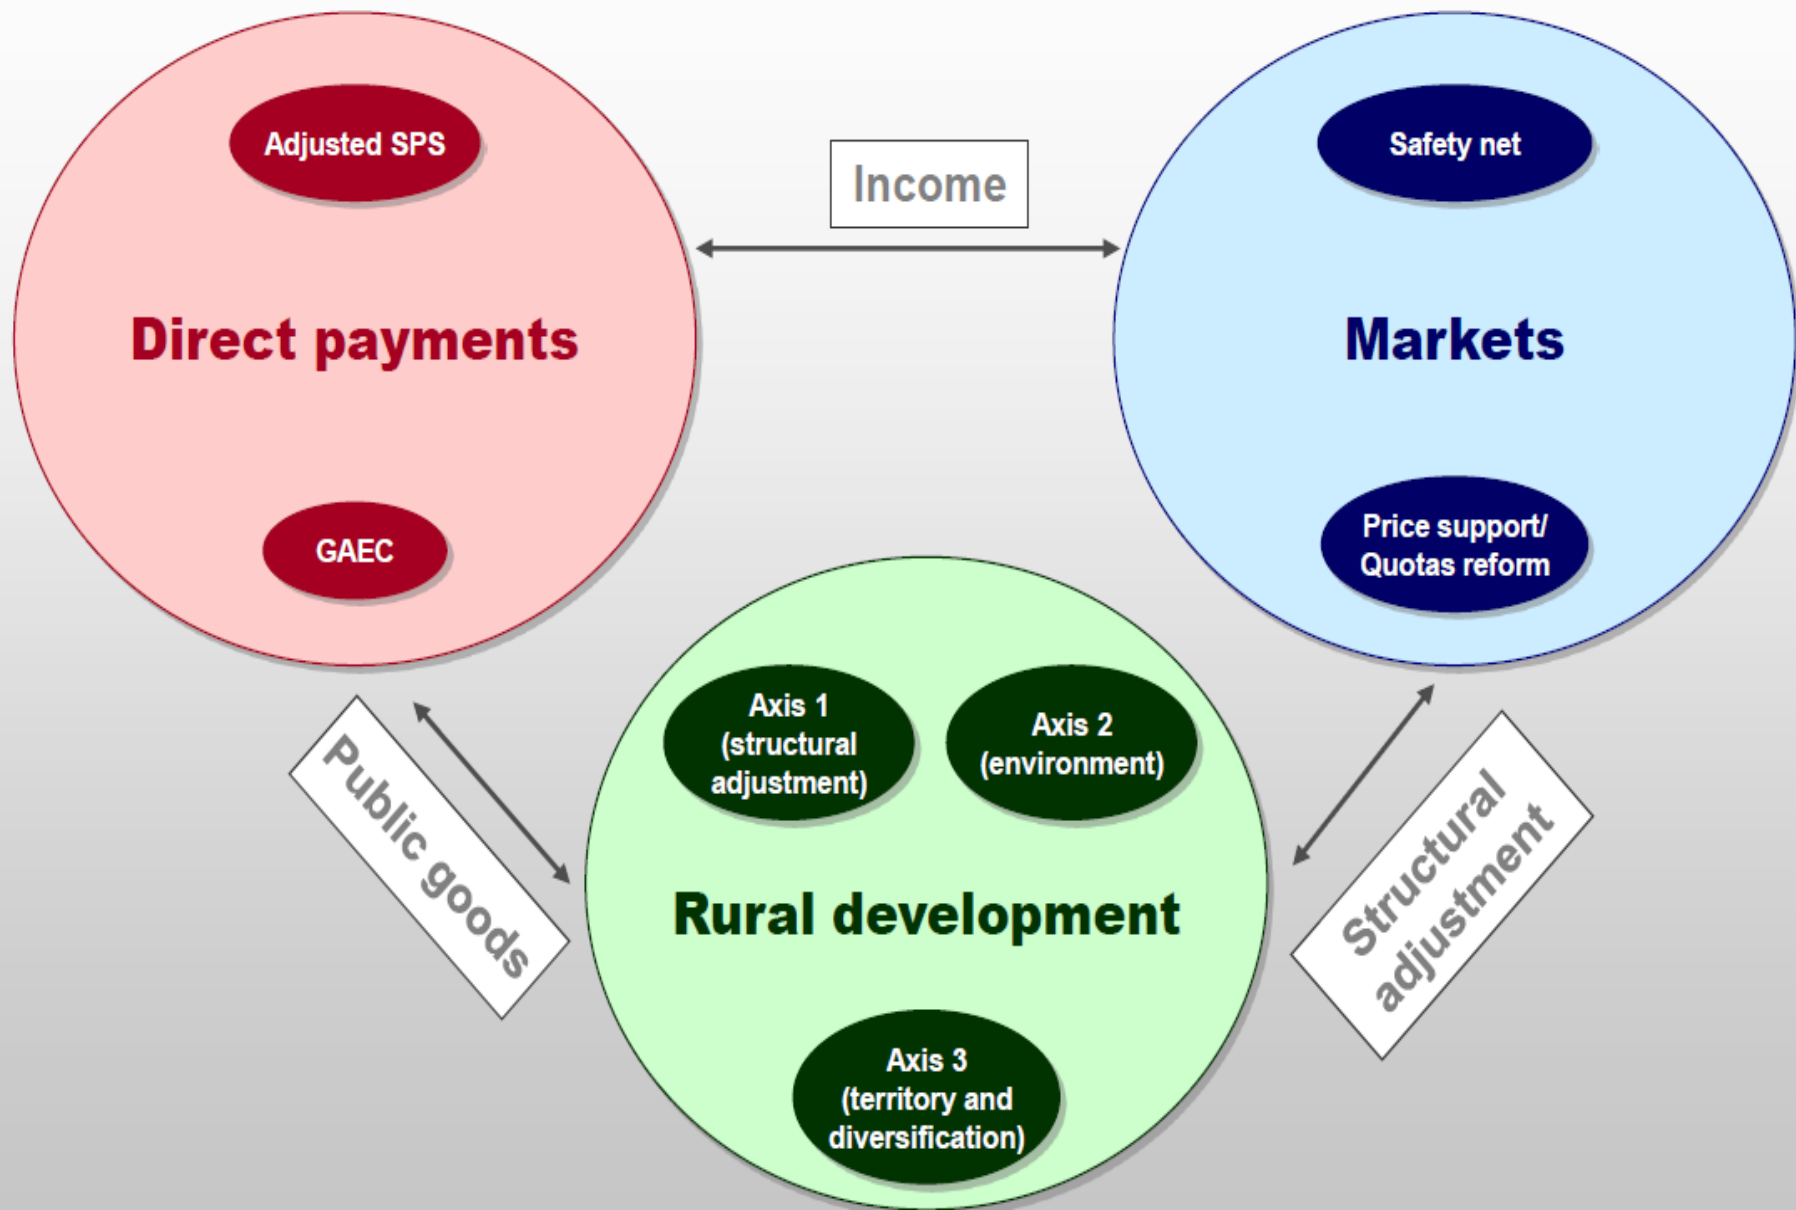 Adjusted SPS
Safety net
Income
Direct payments
Markets
GAEC
Price support/
Quotas reform
Axis 1
(structural
adjustment)
Axis 2
(environment)
Public goods
Structural
adjustment
Rural development
Axis 3
(territory and
diversification)